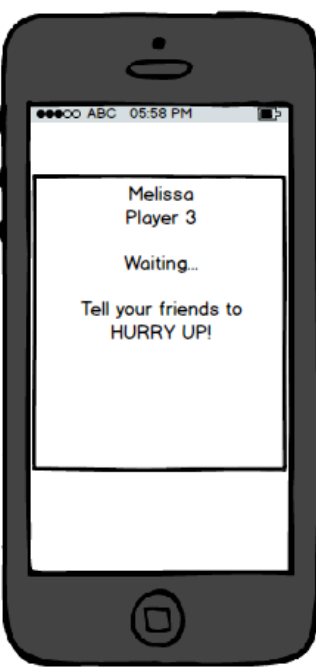 ABC 05:58 PM
Melissa
Player 3
Waiting...
Tell your friends to
HURRY UP!